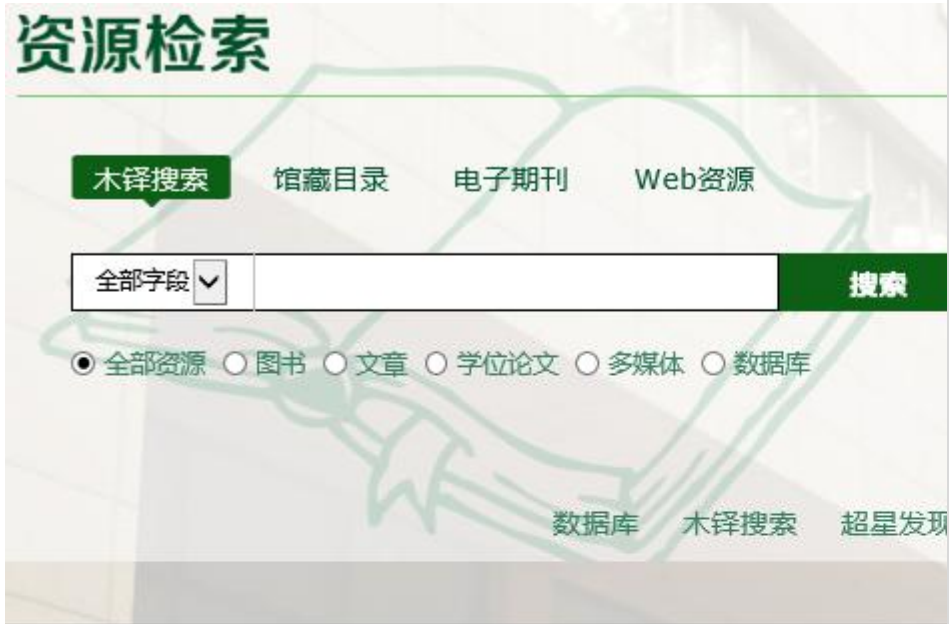 资源检索
木铎搜索 馆藏目录 电子期刊 Web资源
全部字段 搜索
全部资源 图书 文章 学位论文 多媒体 数据库
数据库 木铎搜索 超星发现